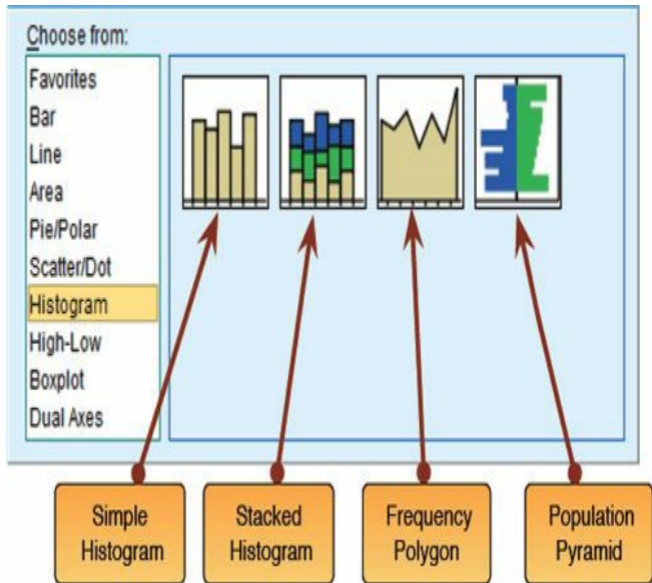 Choose from:
Favorites
Bar
Line
Area
Pie/Polar
Scatter/Dot
Histogram
High-Low
Boxplot
Dual Axes
Simple
Histogram
Stacked
Histogram
Frequency
Polygon
Population
Pyramid